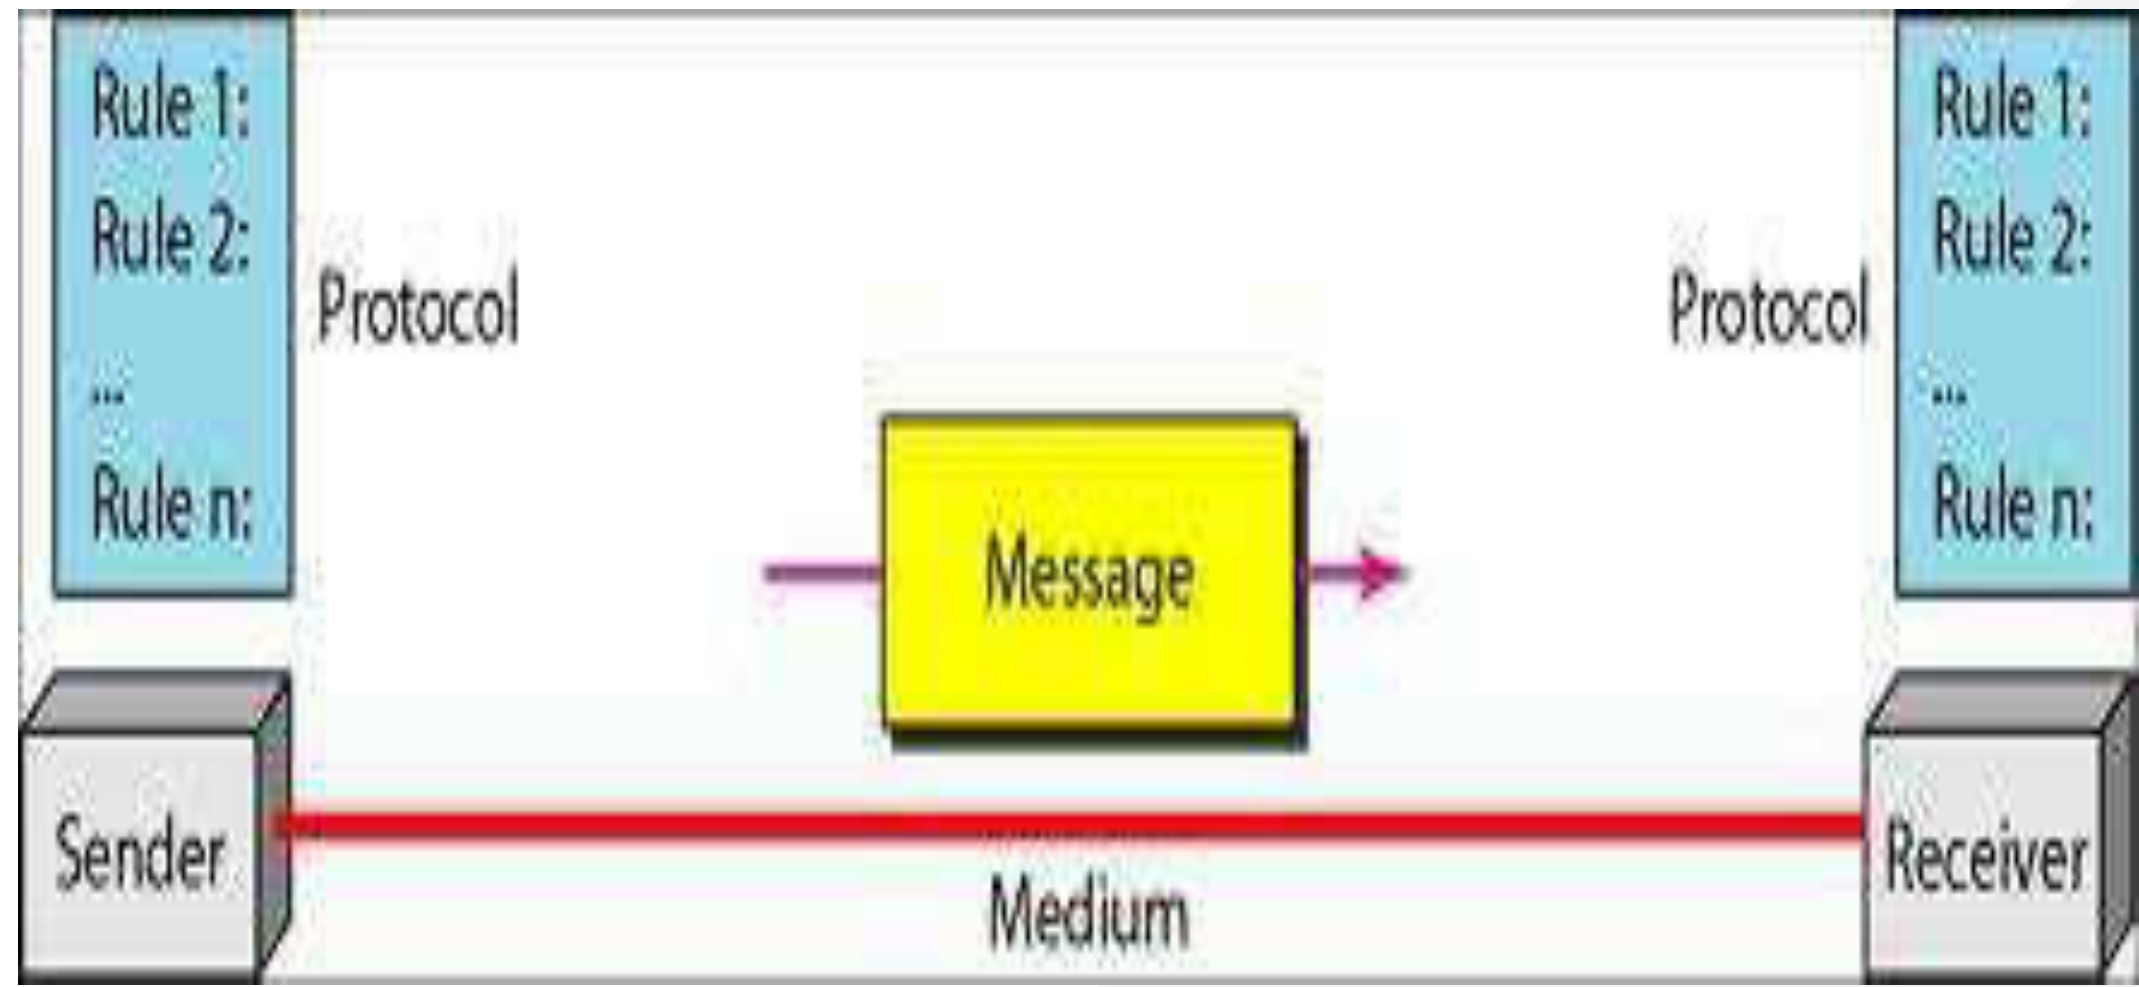 Rule 1:
Rule 2:
...
Rule n:
Protocol
Protocol
Rule 1:
Rule 2:
...
Rule n:
Message
Sender
Medium
Receiver